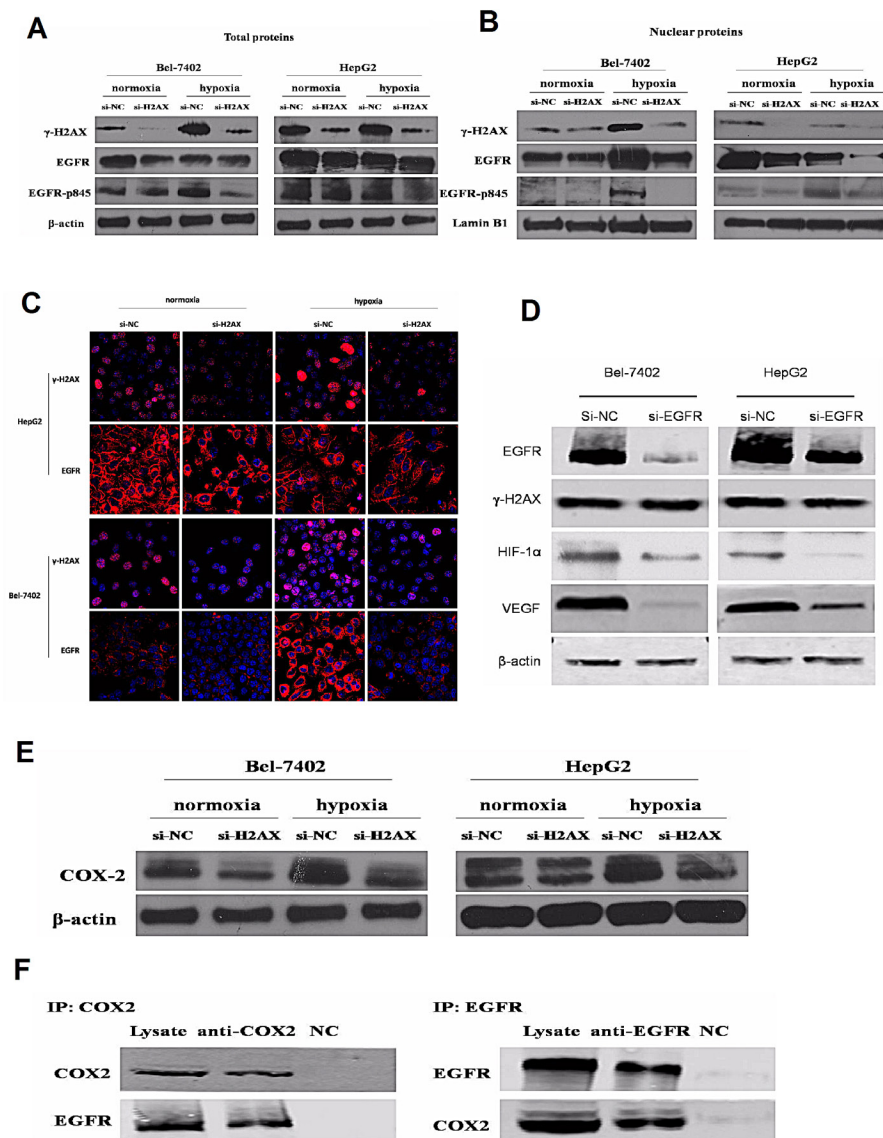 A
Total proteins
Bel-7402 HepG2
normoxia hypoxia normoxia hypoxia
si-NC si-H2AX si-NC si-H2AX si-NC si-H2AX si-NC si-H2AX
γ-H2AX
EGFR
EGFR-p845
β-actin
B
Nuclear proteins
Bel-7402 HepG2
normoxia hypoxia normoxia hypoxia
si-NC si-H2AX si-NC si-H2AX si-NC si-H2AX si-NC si-H2AX
γ-H2AX
EGFR
EGFR-p845
Lamin B1
C
normoxia hypoxia
si-NC si-H2AX si-NC si-H2AX
γ-H2AX
HepG2
EGFR
γ-H2AX
Bel-7402
EGFR
D
Bel-7402 HepG2
Si-NC si-EGFR si-NC si-EGFR
EGFR
γ-H2AX
HIF-1α
VEGF
β-actin
E
Bel-7402 HepG2
normoxia hypoxia normoxia hypoxia
si-NC si-H2AX si-NC si-H2AX si-NC si-H2AX si-NC si-H2AX
COX-2
β-actin
F
IP: COX2
Lysate anti-COX2 NC
COX2
EGFR
IP: EGFR
Lysate anti-EGFR NC
EGFR
COX2